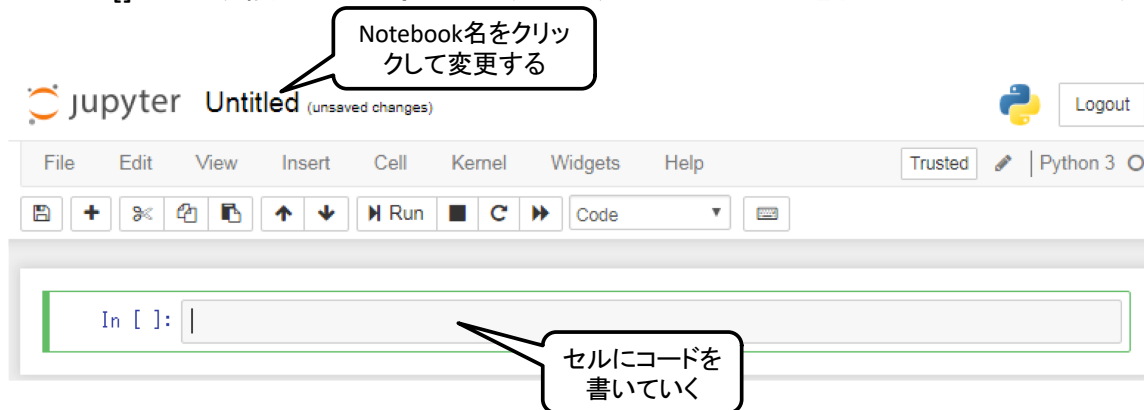 Notebook名をクリッ
クして変更する
jupyter Untitled (unsaved changes)
Logout
File Edit View Insert Cell Kernel Widgets Help
Trusted Python 3
Run Code
In [ ]:
セルにコードを
書いていく